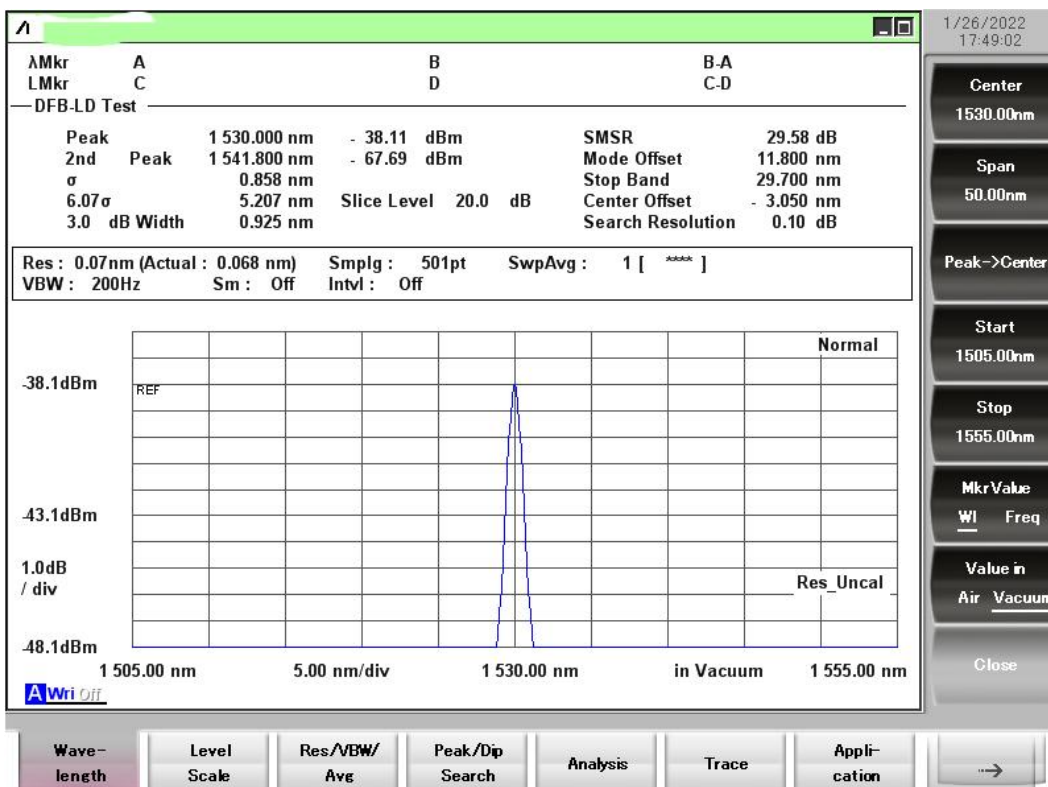 1/26/2022
17:49:02
λMkr A B B-A
LMkr C D C-D
DFB-LD Test
Peak 1 530.000 nm - 38.11 dBm SMSR 29.58 dB
2nd Peak 1 541.800 nm - 67.69 dBm Mode Offset 11.800 nm
σ 0.858 nm Stop Band 29.700 nm
6.07σ 5.207 nm Slice Level 20.0 dB Center Offset - 3.050 nm
3.0 dB Width 0.925 nm Search Resolution 0.10 dB
Res : 0.07nm (Actual : 0.068 nm) Smplg : 501pt SwpAvg : 1 [ **** ]
VBW : 200Hz Sm : Off Intvl : Off
Normal
-38.1dBm
REF
-43.1dBm
1.0dB
/ div
Res_Uncal
-48.1dBm
1 505.00 nm 5.00 nm/div 1 530.00 nm in Vacuum 1 555.00 nm
A Wri Off
Center
1530.00nm
Span
50.00nm
Peak->Center
Start
1505.00nm
Stop
1555.00nm
MkrValue
Wl Freq
Value in
Air Vacuum
Close
Wave-
length
Level
Scale
Res/VBW/
Avg
Peak/Dip
Search
Analysis
Trace
Appli-
cation